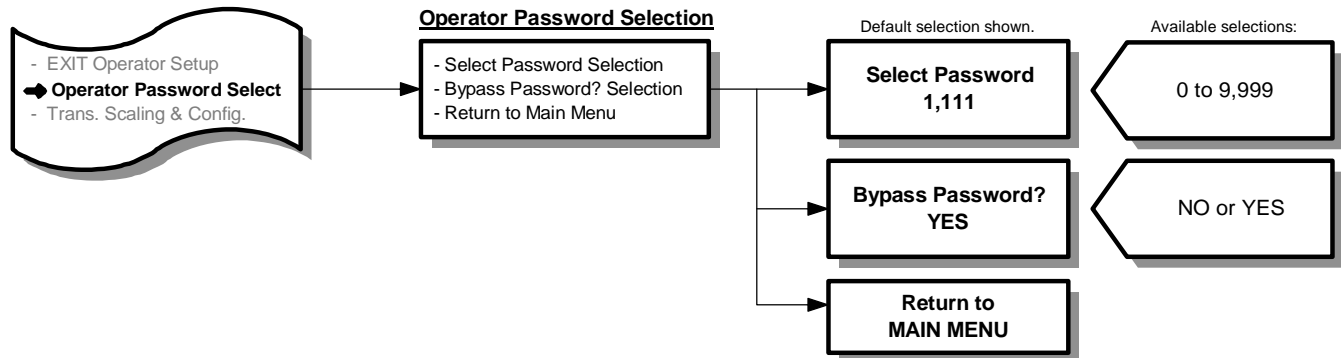 - EXIT Operator Setup
Operator Password Select
- Trans. Scaling & Config.
Operator Password Selection
- Select Password Selection
- Bypass Password? Selection
- Return to Main Menu
Default selection shown.
Select Password
1,111
Bypass Password?
YES
Return to
MAIN MENU
Available selections:
0 to 9,999
NO or YES